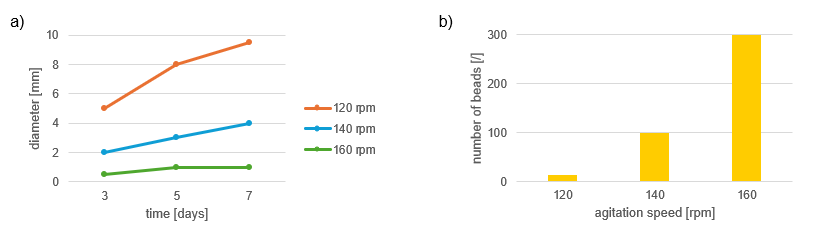 a)
diameter [mm]
10
8
6
4
2
0
3 5 7
time [days]
120 rpm
140 rpm
160 rpm
b)
number of beads [/]
300
200
100
0
120 140 160
agitation speed [rpm]